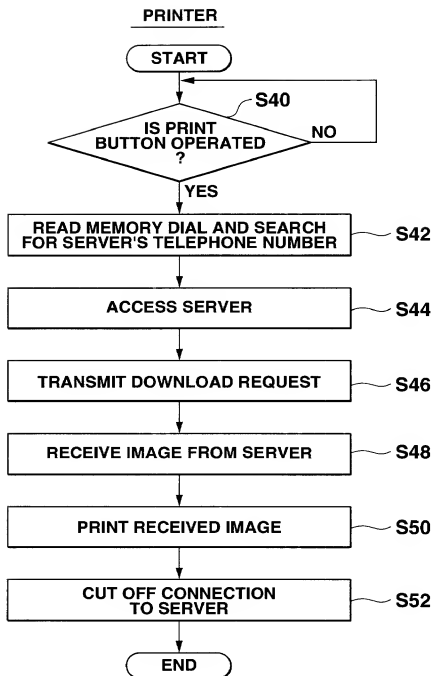 PRINTER
START
S40
IS PRINT
BUTTON OPERATED
?
NO
YES
READ MEMORY DIAL AND SEARCH
FOR SERVER'S TELEPHONE NUMBER
S42
ACCESS SERVER
S44
TRANSMIT DOWNLOAD REQUEST
S46
RECEIVE IMAGE FROM SERVER
S48
PRINT RECEIVED IMAGE
S50
CUT OFF CONNECTION
TO SERVER
S52
END